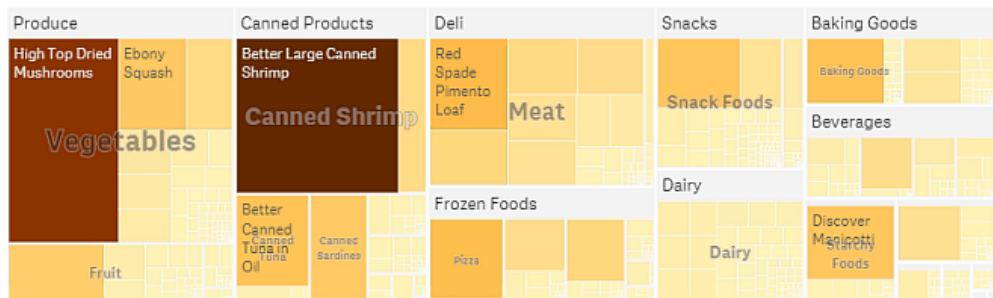 Produce
High Top Dried
Mushrooms
Ebony
Squash
Vegetables
Fruit
Canned Products
Better Large Canned
Shrimp
Canned Shrimp
Better
Canned
Tuna in
Oil
Canned
Tuna
Canned
Sardines
Deli
Red
Spade
Pimento
Loaf
Meat
Frozen Foods
Pizza
Snacks
Snack Foods
Dairy
Dairy
Baking Goods
Baking Goods
Beverages
Discover
Manicotti
Starchy
Foods